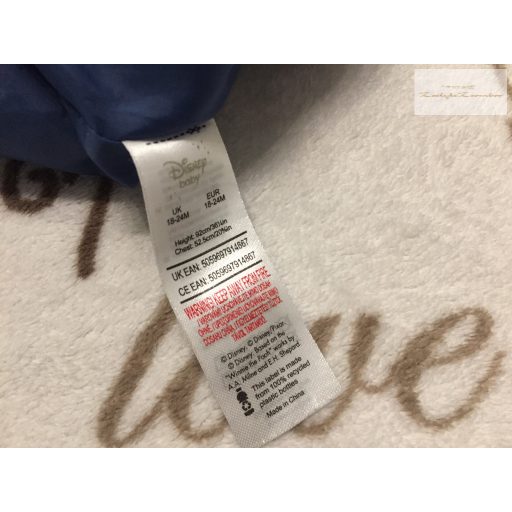 Disney
baby
UK EUR
18-24M 18-24M
Height: 92cm/36¼in
Chest: 52.5cm/20¾in
UK EAN: 5059697914867
CE EAN: 5059697914867
WARNING! KEEP AWAY FROM FIRE
© Disney, © Disney/Pixar.
© Disney. Based on the
"Winnie the Pooh" works by
A.A. Milne and E.H. Shepard.
This label is made
from 100% recycled
plastic bottles
Made in China
love